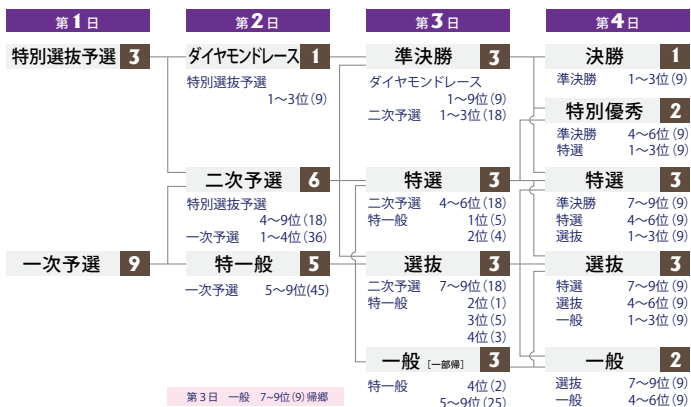 第1日
特別選抜予選 3
一次予選 9
第2日
ダイヤモンドレース 1
特別選抜予選
1〜3位(9)
二次予選 6
特別選抜予選
4〜9位(18)
一次予選 1〜4位(36)
特一般 5
一次予選 5〜9位(45)
第3日 一般 7~9位(9)帰郷
第3日
準決勝 3
ダイヤモンドレース
1〜9位(9)
二次予選 1〜3位(18)
特選 3
二次予選 4〜6位(18)
特一般 1位(5)
2位(4)
選抜 3
二次予選 7〜9位(18)
特一般 2位(1)
3位(5)
4位(3)
一般 [一部帰] 3
特一般 4位(2)
5〜9位(25)
第4日
決勝 1
準決勝 1〜3位(9)
特別優秀 2
準決勝 4〜6位(9)
特選 1〜3位(9)
特選 3
準決勝 7〜9位(9)
特選 4〜6位(9)
選抜 1〜3位(9)
選抜 3
特選 7〜9位(9)
選抜 4〜6位(9)
一般 1〜3位(9)
一般 2
選抜 7〜9位(9)
一般 4〜6位(9)